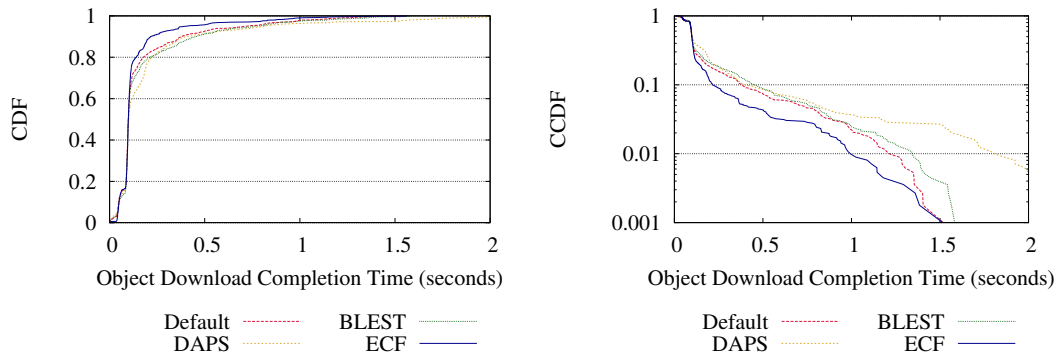 1
0.8
0.6
0.4
0.2
0
CDF
0 0.5 1 1.5 2
Object Download Completion Time (seconds)
Default BLEST
DAPS ECF
1
0.1
0.01
0.001
CCDF
0 0.5 1 1.5 2
Object Download Completion Time (seconds)
Default BLEST
DAPS ECF